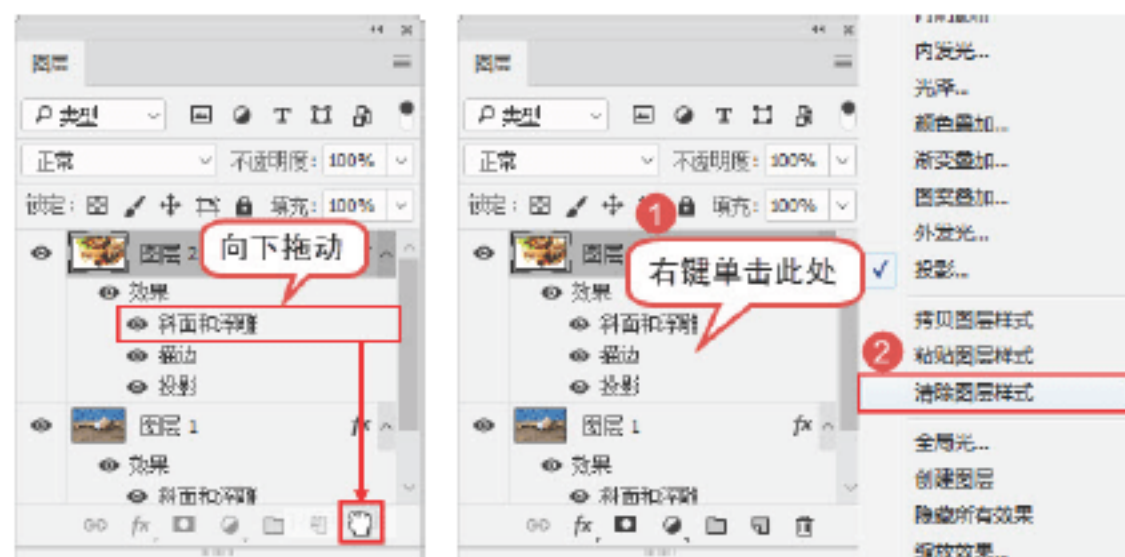 图层
类型
正常 不透明度: 100%
锁定: 填充: 100%
图层 2
向下拖动
效果
斜面和浮雕
描边
投影
图层 1 fx
效果
斜面和浮雕
fx
图层
类型
正常 不透明度: 100%
锁定: 填充: 100%
1
图层
右键单击此处
效果
斜面和浮雕
描边
投影
图层 1 fx
效果
斜面和浮雕
fx
内发光...
光泽...
颜色叠加...
渐变叠加...
图案叠加...
外发光...
投影...
拷贝图层样式
2
粘贴图层样式
清除图层样式
全局光...
创建图层
隐藏所有效果
缩放效果...